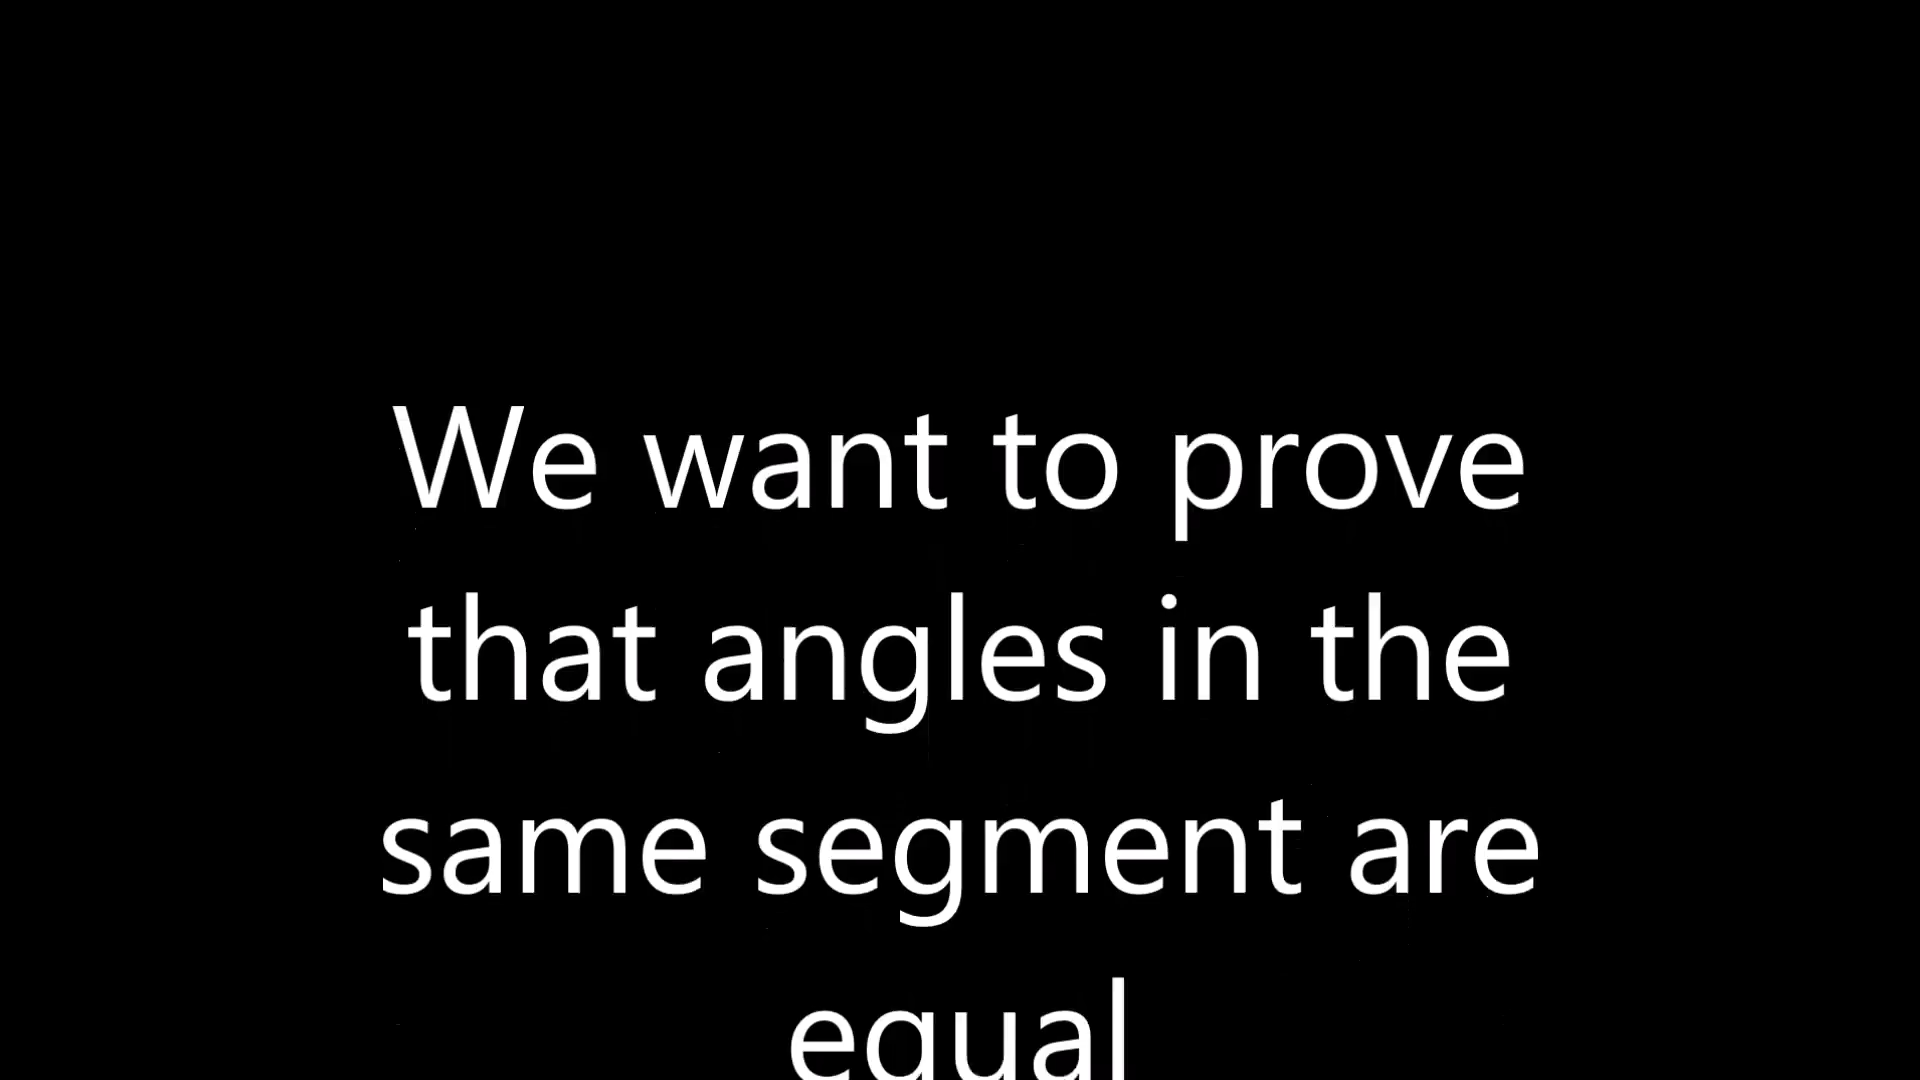 We want to prove
that angles in the
same segment are
equal